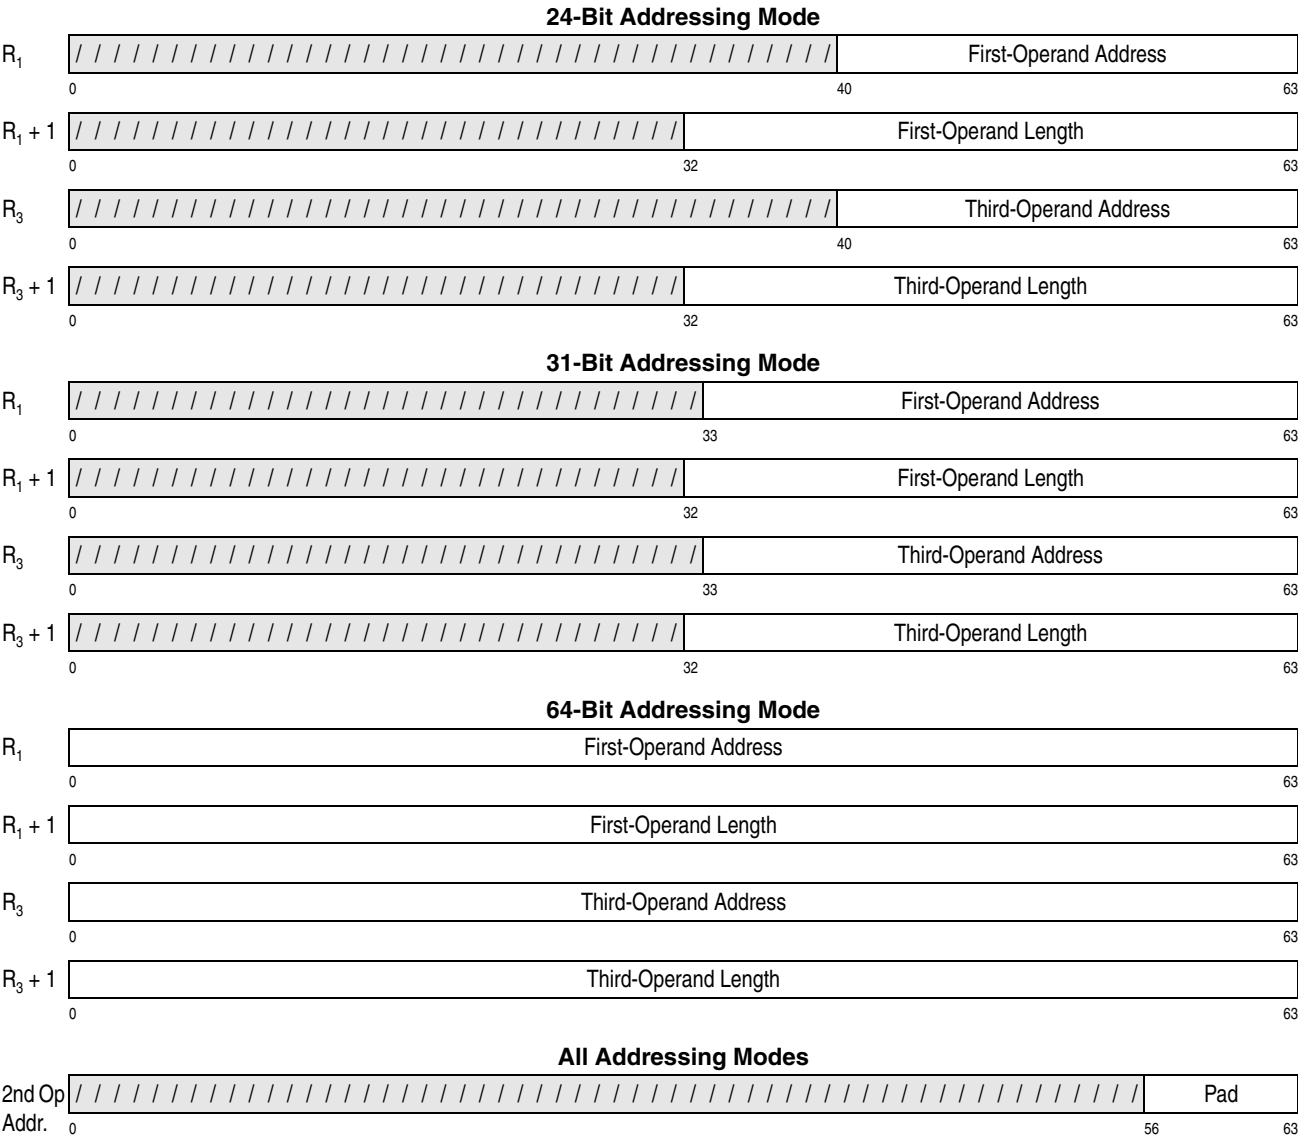 24-Bit Addressing Mode
R₁ / / / / / / / / / / / / / / / / / / / / / / / / / / / / / / / / / / / / / / / / First-Operand Address
0 40 63
R₁ + 1 / / / / / / / / / / / / / / / / / / / / / / / / / / / / / / / / First-Operand Length
0 32 63
R₃ / / / / / / / / / / / / / / / / / / / / / / / / / / / / / / / / / / / / / / / / Third-Operand Address
0 40 63
R₃ + 1 / / / / / / / / / / / / / / / / / / / / / / / / / / / / / / / / Third-Operand Length
0 32 63
31-Bit Addressing Mode
R₁ / / / / / / / / / / / / / / / / / / / / / / / / / / / / / / / / / First-Operand Address
0 33 63
R₁ + 1 / / / / / / / / / / / / / / / / / / / / / / / / / / / / / / / / First-Operand Length
0 32 63
R₃ / / / / / / / / / / / / / / / / / / / / / / / / / / / / / / / / / Third-Operand Address
0 33 63
R₃ + 1 / / / / / / / / / / / / / / / / / / / / / / / / / / / / / / / / Third-Operand Length
0 32 63
64-Bit Addressing Mode
R₁ First-Operand Address
0 63
R₁ + 1 First-Operand Length
0 63
R₃ Third-Operand Address
0 63
R₃ + 1 Third-Operand Length
0 63
All Addressing Modes
2nd Op / / / / / / / / / / / / / / / / / / / / / / / / / / / / / / / / / / / / / / / / / / / / / / / / / / / / / / / / Pad
Addr. 0 56 63